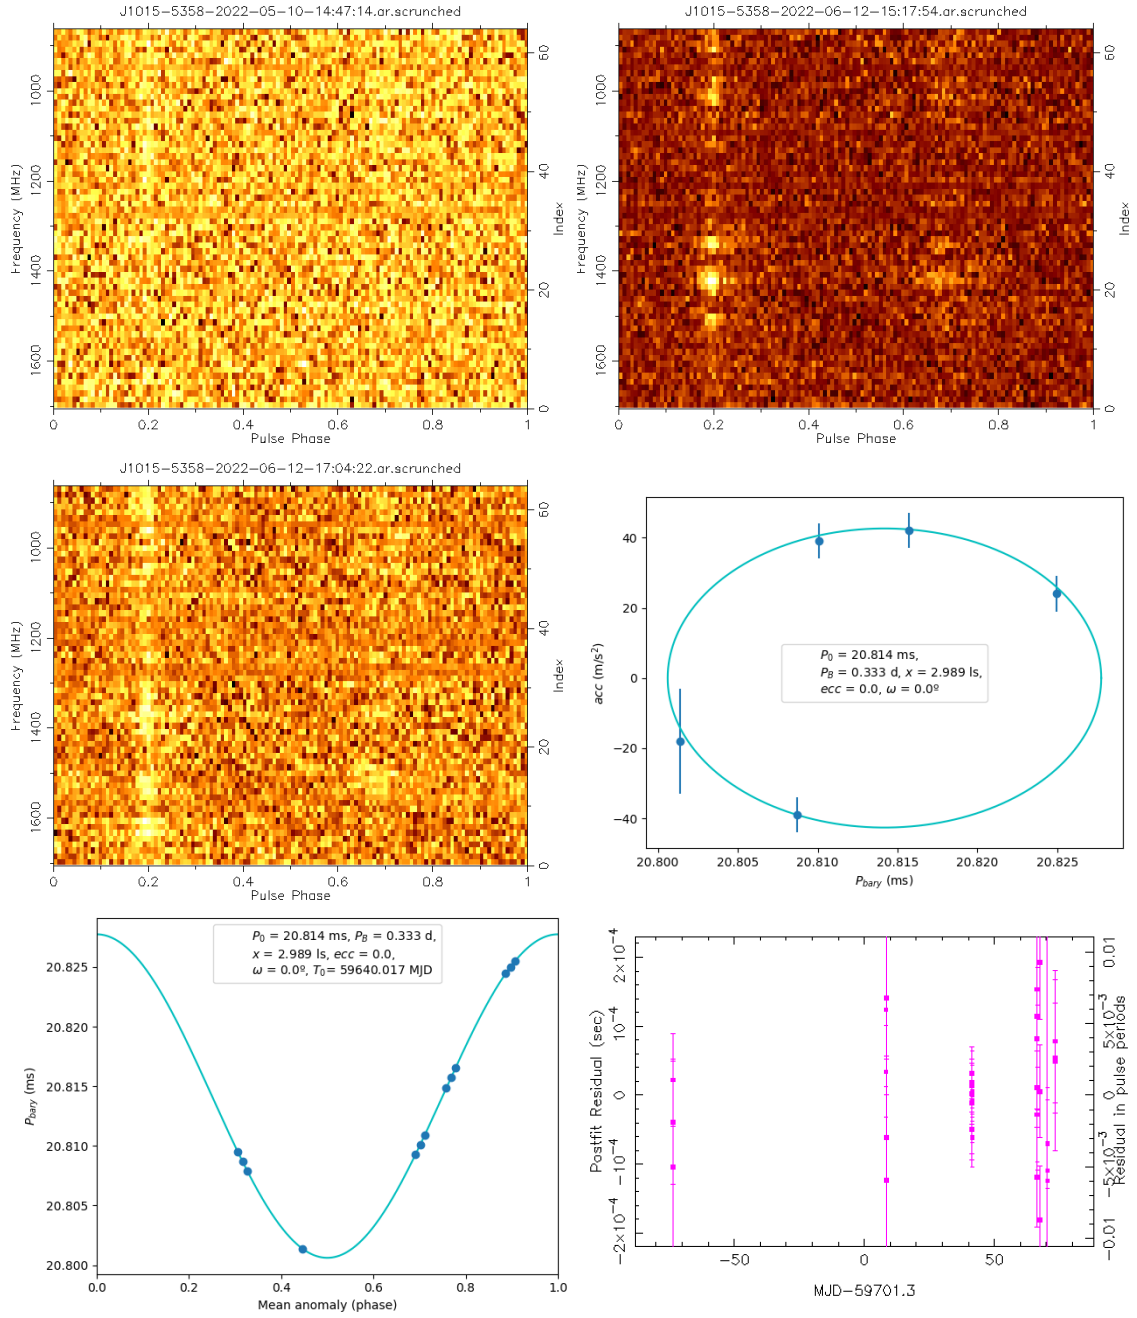 J1015-5358-2022-05-10-14:47:14.ar.scrunched
Frequency (MHz)
1000
1200
1400
1600
60
40
20
0
Index
0 0.2 0.4 0.6 0.8 1
Pulse Phase
J1015-5358-2022-06-12-15:17:54.ar.scrunched
Frequency (MHz)
1000
1200
1400
1600
60
40
20
0
Index
0 0.2 0.4 0.6 0.8 1
Pulse Phase
J1015-5358-2022-06-12-17:04:22.ar.scrunched
Frequency (MHz)
1000
1200
1400
1600
60
40
20
0
Index
0 0.2 0.4 0.6 0.8 1
Pulse Phase
acc (m/s²)
40
20
0
−20
−40
P₀ = 20.814 ms,
P_B = 0.333 d, x = 2.989 ls,
ecc = 0.0, ω = 0.0º
20.800 20.805 20.810 20.815 20.820 20.825
P_bary (ms)
P_bary (ms)
20.825
20.820
20.815
20.810
20.805
20.800
P₀ = 20.814 ms, P_B = 0.333 d,
x = 2.989 ls, ecc = 0.0,
ω = 0.0º, T₀= 59640.017 MJD
0.0 0.2 0.4 0.6 0.8 1.0
Mean anomaly (phase)
Postfit Residual (sec)
2×10⁻⁴
10⁻⁴
0
−10⁻⁴
−2×10⁻⁴
0.01
5×10⁻³
0
−5×10⁻³
−0.01
Residual in pulse periods
−50 0 50
MJD−59701.3